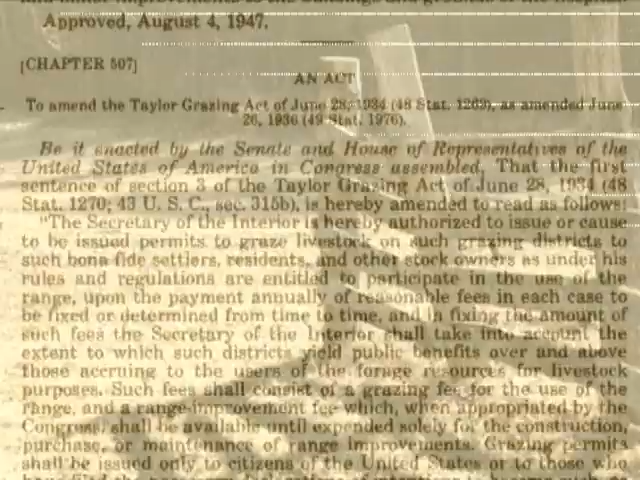 and minor improvements to the buildings and grounds of the hospital.
Approved, August 4, 1947.
[CHAPTER 507]
AN ACT
To amend the Taylor Grazing Act of June 28, 1934 (48 Stat. 1269), as amended June
26, 1936 (49 Stat. 1976).
Be it enacted by the Senate and House of Representatives of the
United States of America in Congress assembled, That the first
sentence of section 3 of the Taylor Grazing Act of June 28, 1934 (48
Stat. 1270; 43 U. S. C., sec. 315b), is hereby amended to read as follows:
"The Secretary of the Interior is hereby authorized to issue or cause
to be issued permits to graze livestock on such grazing districts to
such bona fide settlers, residents, and other stock owners as under his
rules and regulations are entitled to participate in the use of the
range, upon the payment annually of reasonable fees in each case to
be fixed or determined from time to time, and in fixing the amount of
such fees the Secretary of the Interior shall take into account the
extent to which such districts yield public benefits over and above
those accruing to the users of the forage resources for livestock
purposes. Such fees shall consist of a grazing fee for the use of the
range, and a range-improvement fee which, when appropriated by the
Congress, shall be available until expended solely for the construction,
purchase, or maintenance of range improvements. Grazing permits
shall be issued only to citizens of the United States or to those who